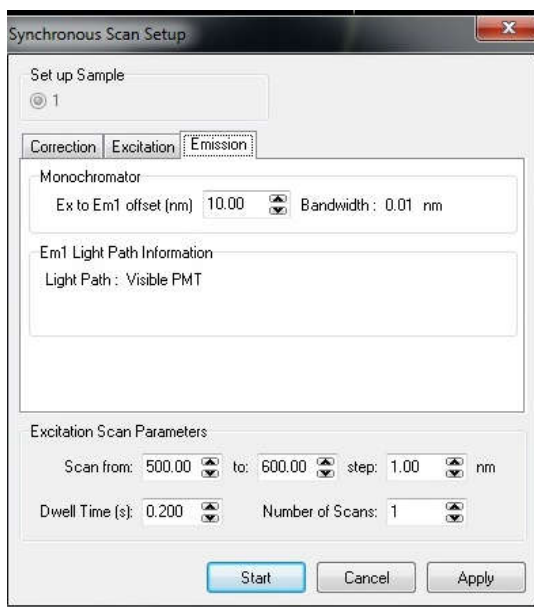 Synchronous Scan Setup
Set up Sample
1
Correction Excitation Emission
Monochromator
Ex to Em1 offset (nm) 10.00 Bandwidth : 0.01 nm
Em1 Light Path Information
Light Path : Visible PMT
Excitation Scan Parameters
Scan from: 500.00 to: 600.00 step: 1.00 nm
Dwell Time (s): 0.200 Number of Scans: 1
Start Cancel Apply